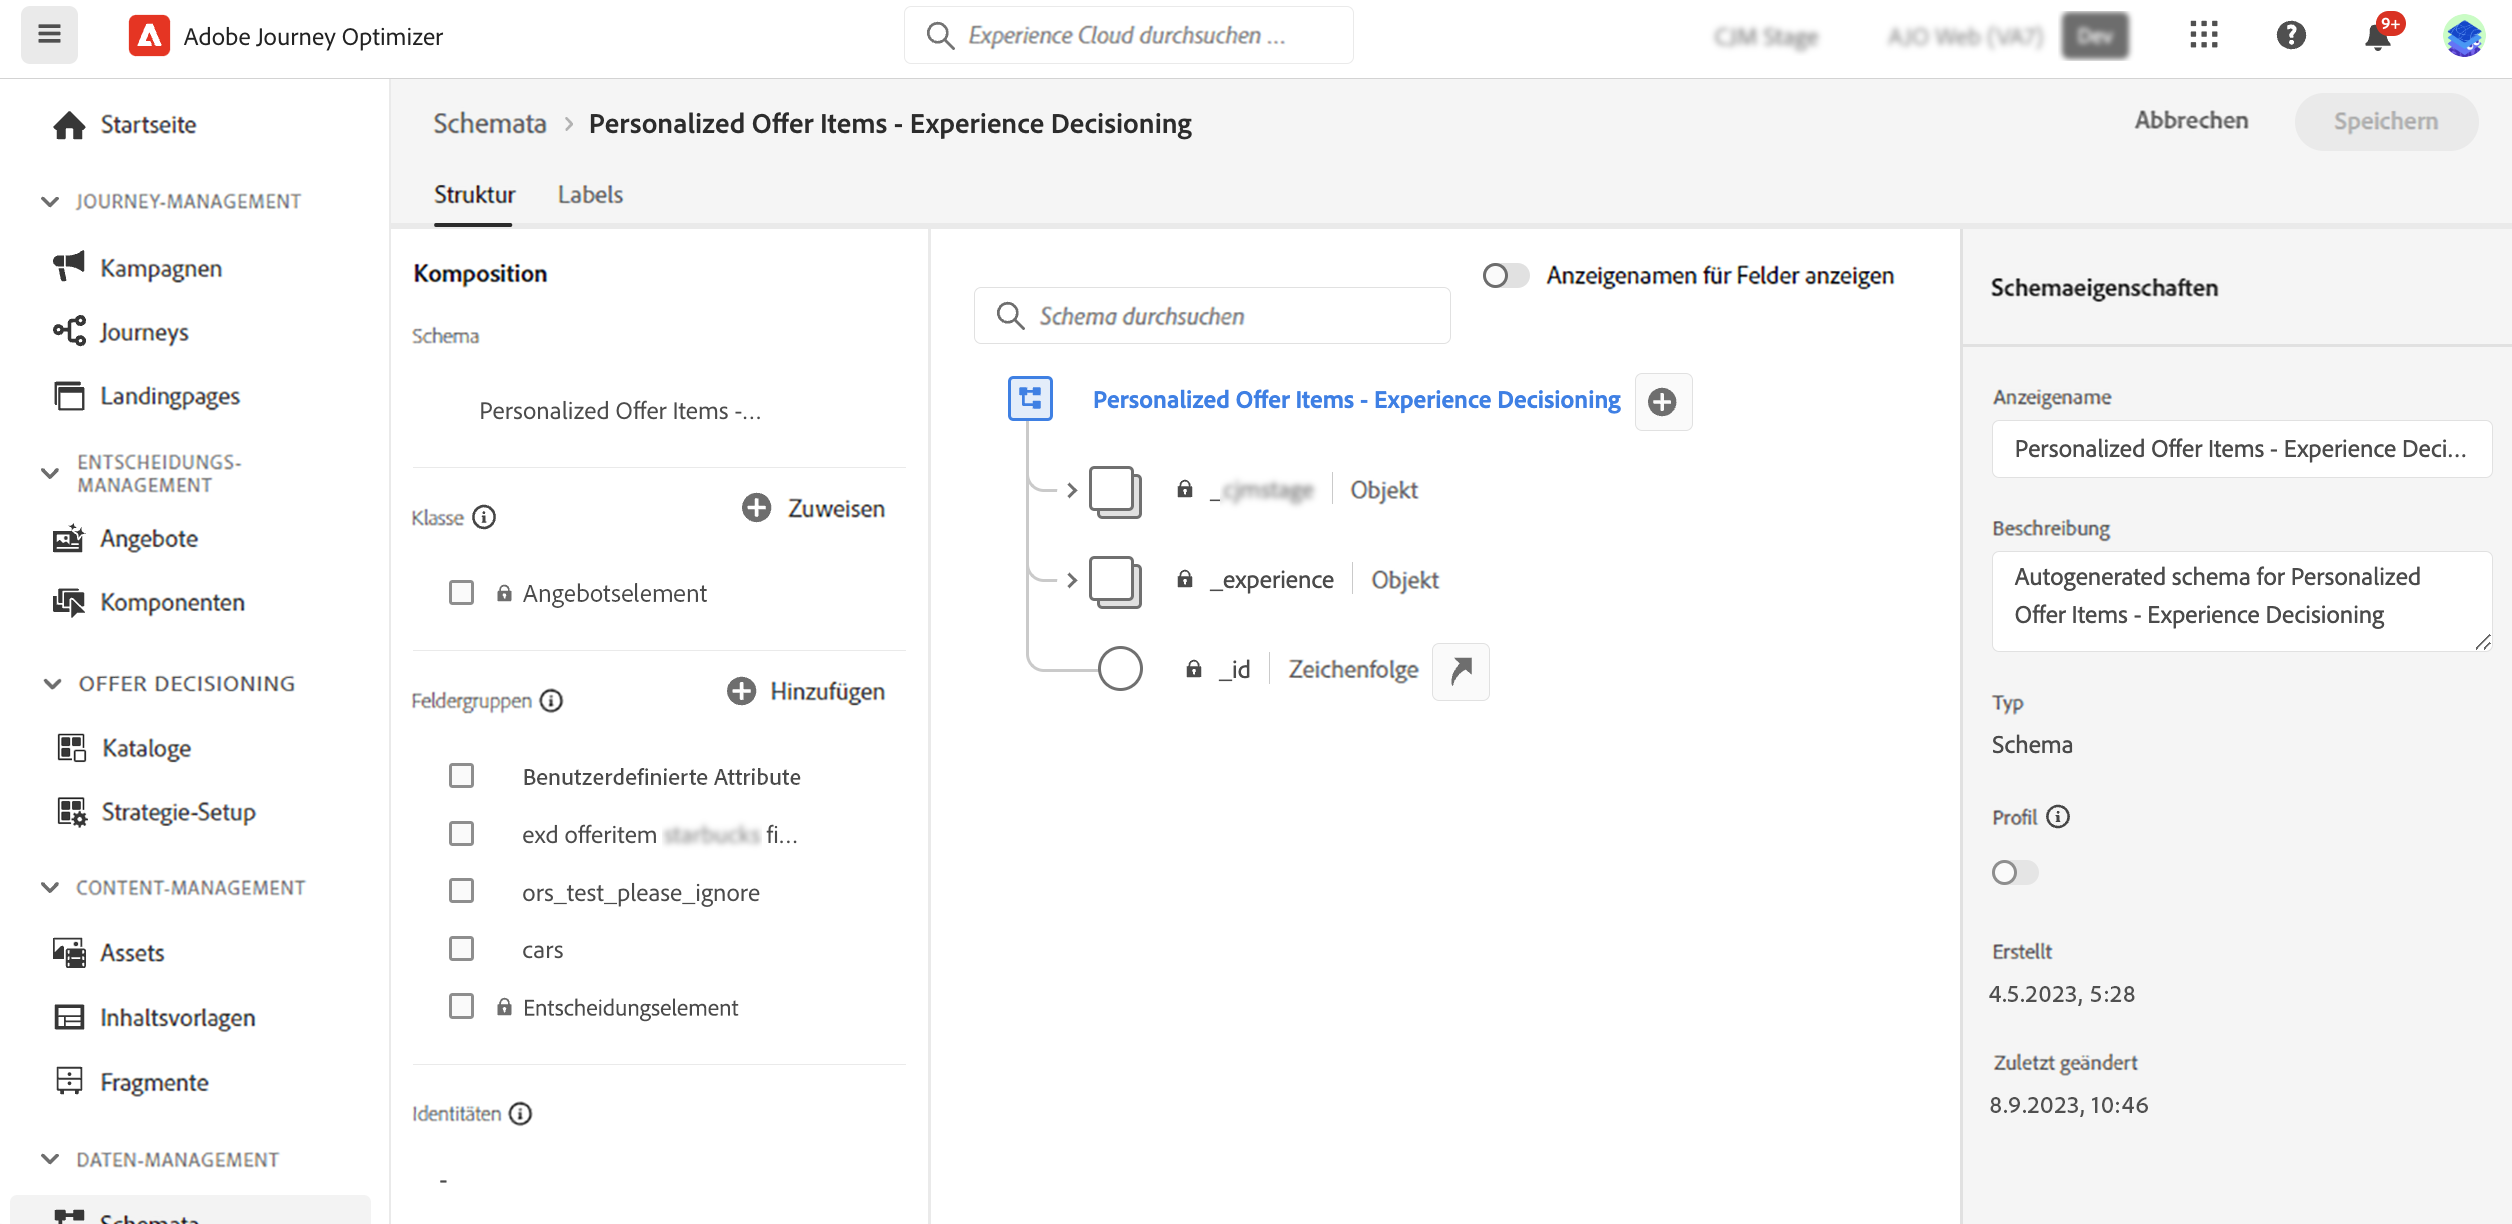 Adobe Journey Optimizer
Experience Cloud durchsuchen ...
9+
Startseite
JOURNEY-MANAGEMENT
Kampagnen
Journeys
Landingpages
ENTSCHEIDUNGS-
MANAGEMENT
Angebote
Komponenten
OFFER DECISIONING
Kataloge
Strategie-Setup
CONTENT-MANAGEMENT
Assets
Inhaltsvorlagen
Fragmente
DATEN-MANAGEMENT
Schemata
Schemata > Personalized Offer Items - Experience Decisioning
Abbrechen
Speichern
Struktur
Labels
Komposition
Schema
Personalized Offer Items -...
Klasse
Zuweisen
Angebotselement
Feldergruppen
Hinzufügen
Benutzerdefinierte Attribute
exd offeritem fi...
ors_test_please_ignore
cars
Entscheidungselement
Identitäten
-
Anzeigenamen für Felder anzeigen
Schema durchsuchen
Personalized Offer Items - Experience Decisioning
_ Objekt
_experience Objekt
_id Zeichenfolge
Schemaeigenschaften
Anzeigename
Personalized Offer Items - Experience Deci...
Beschreibung
Autogenerated schema for Personalized
Offer Items - Experience Decisioning
Typ
Schema
Profil
Erstellt
4.5.2023, 5:28
Zuletzt geändert
8.9.2023, 10:46